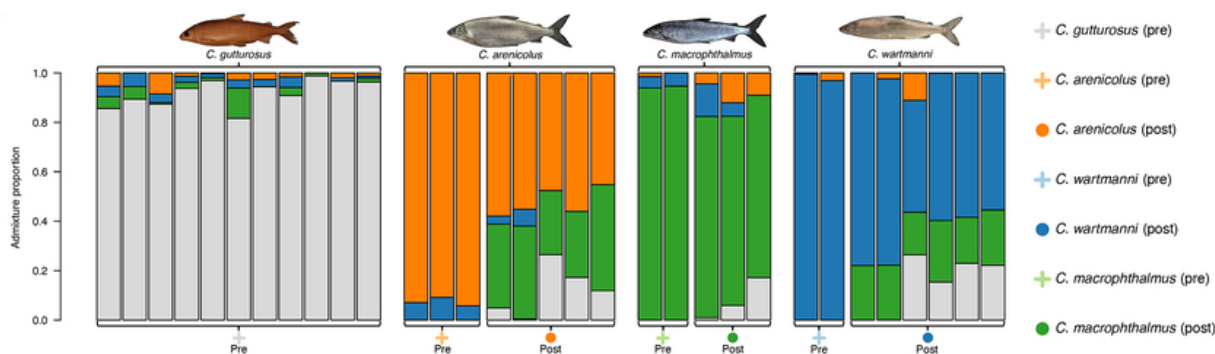 C. gutturosus
C. arenicolus
C. macrophthalmus
C. wartmanni
Admixture proportion
1.0
0.8
0.6
0.4
0.2
0.0
Pre
Pre
Post
Pre
Post
Pre
Post
C. gutturosus (pre)
C. arenicolus (pre)
C. arenicolus (post)
C. wartmanni (pre)
C. wartmanni (post)
C. macrophthalmus (pre)
C. macrophthalmus (post)